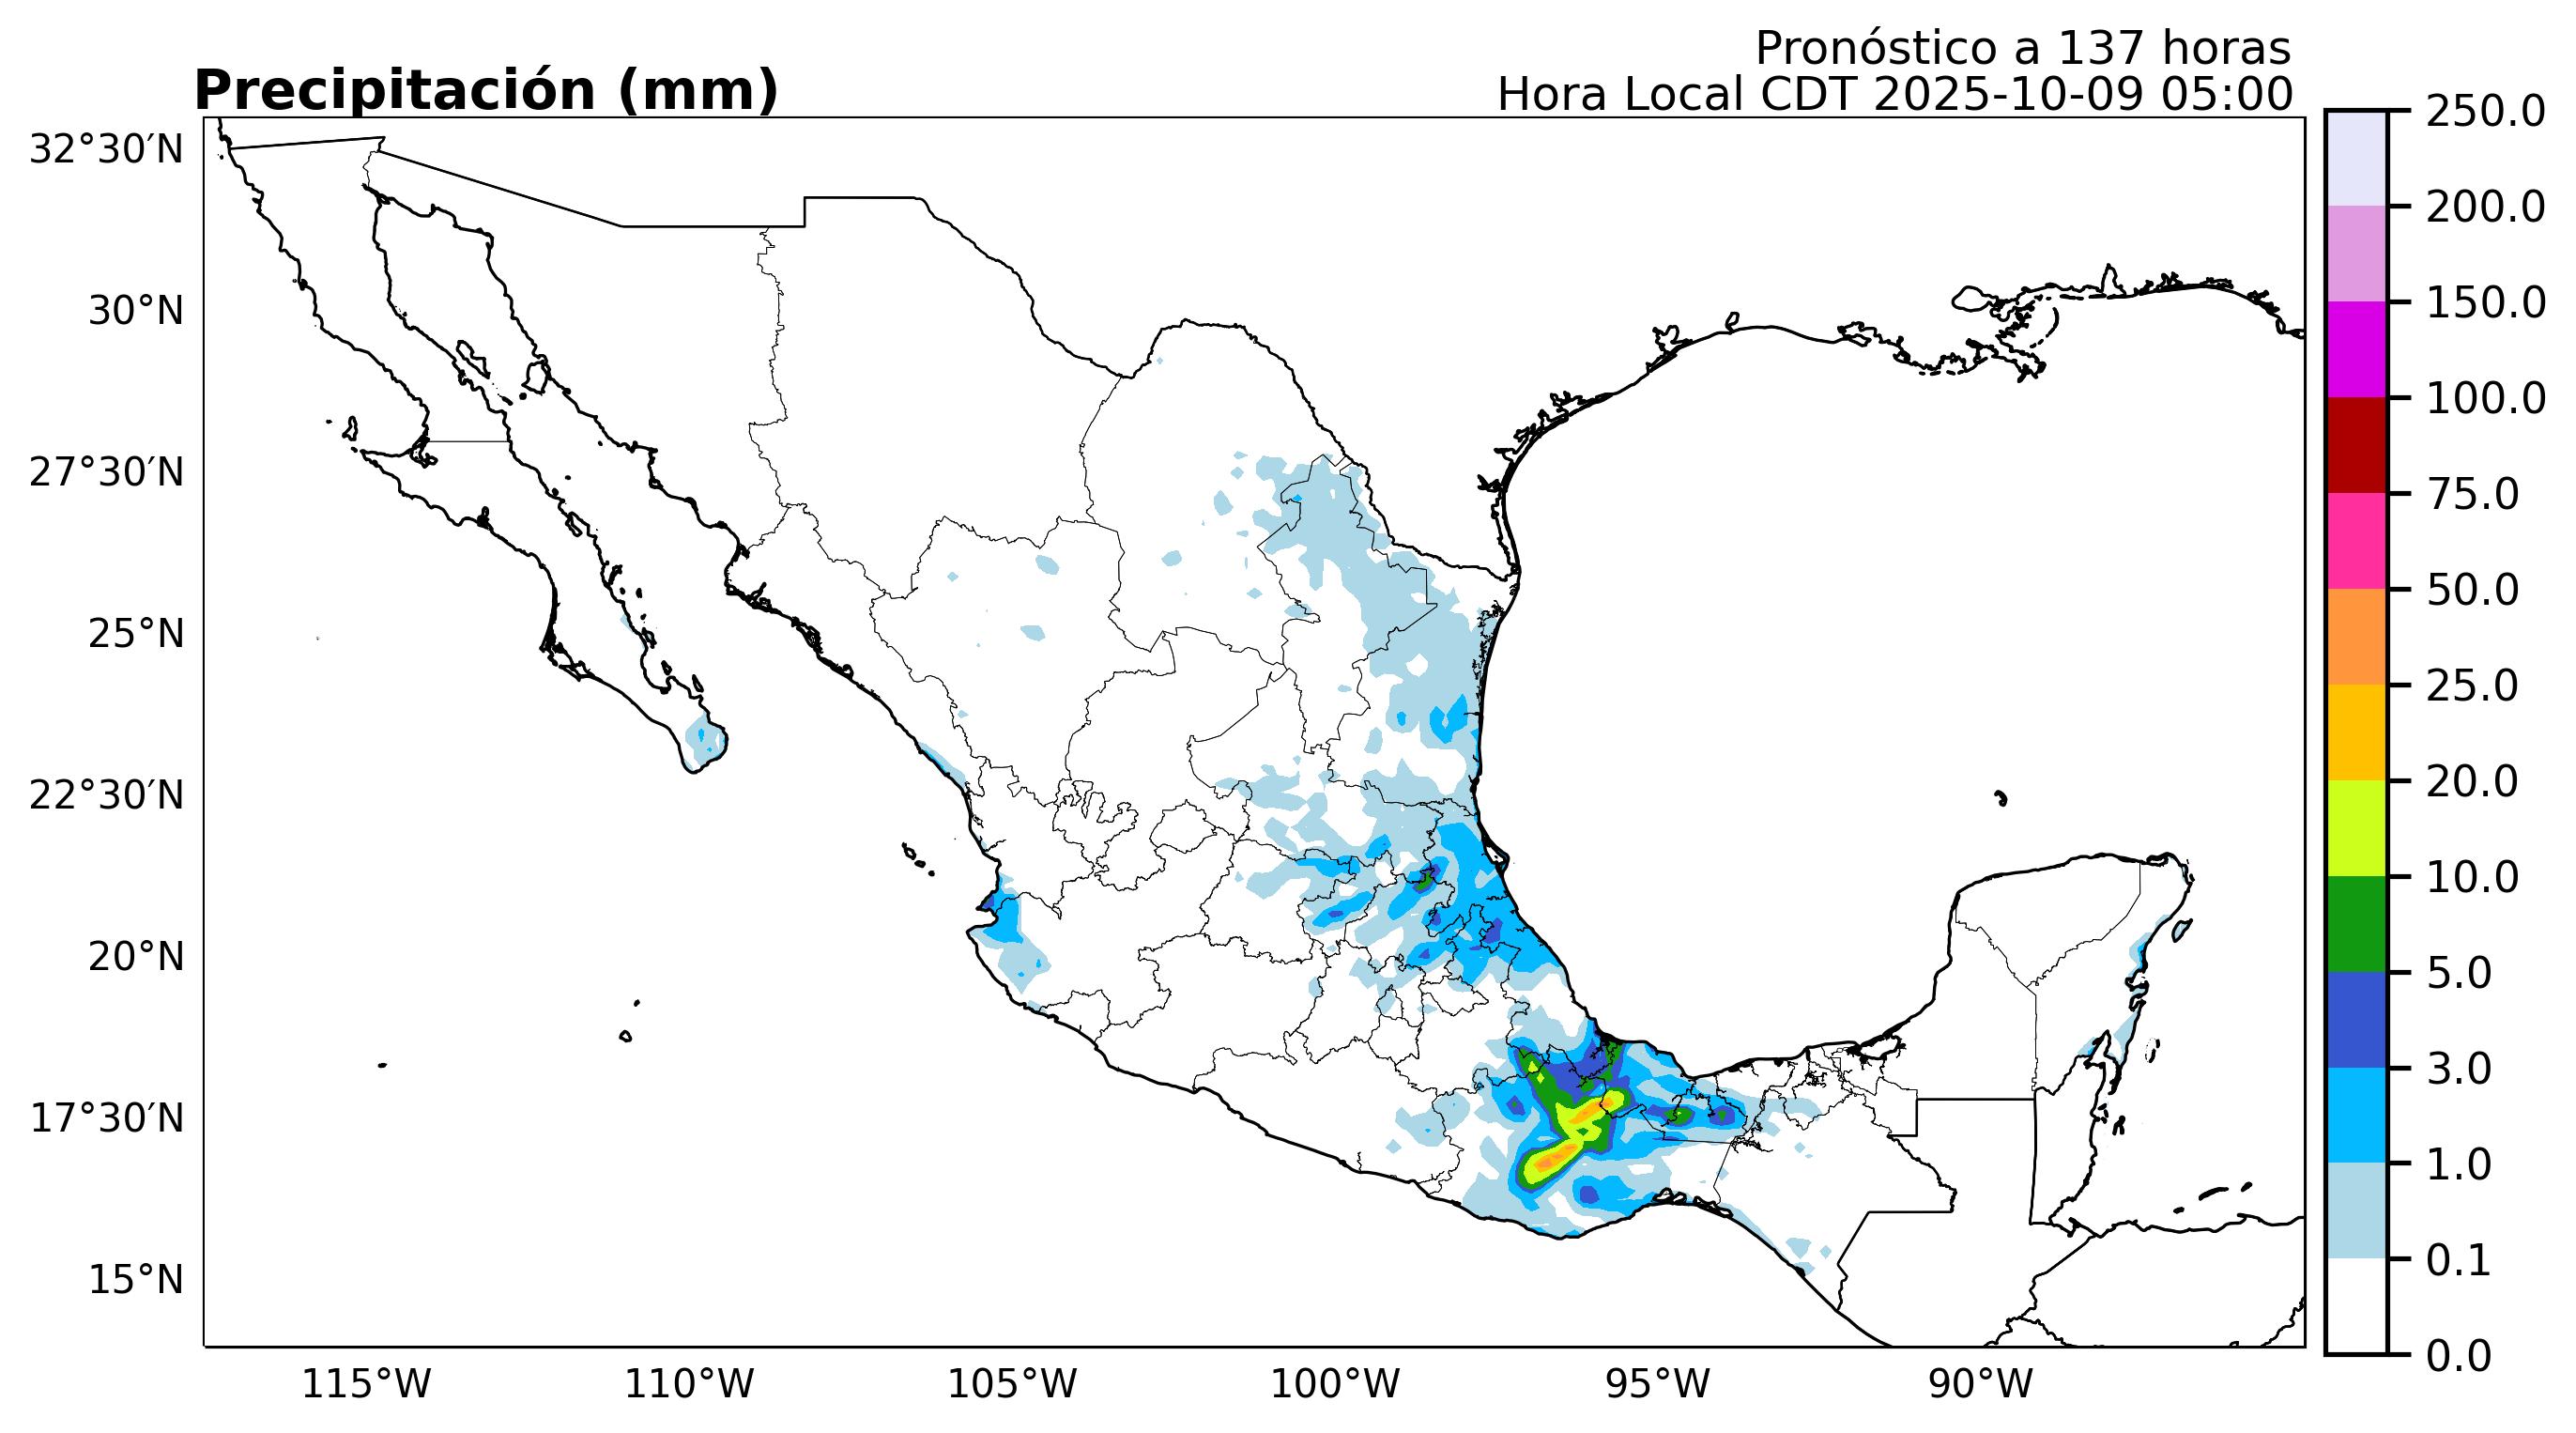 Pronóstico a 137 horas
Precipitación (mm)
Hora Local CDT 2025-10-09 05:00
32°30′N
30°N
27°30′N
25°N
22°30′N
20°N
17°30′N
15°N
115°W
110°W
105°W
100°W
95°W
90°W
250.0
200.0
150.0
100.0
75.0
50.0
25.0
20.0
10.0
5.0
3.0
1.0
0.1
0.0